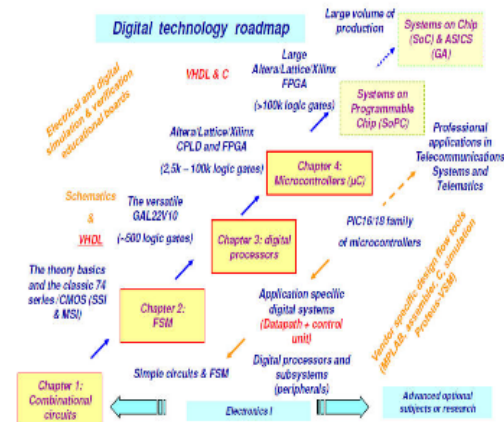 Digital technology roadmap
Large volume of
production
Systems on Chip
(SoC) & ASICS
(GA)
Electrical and digital
simulation & verification
educational boards
VHDL & C
Large
Altera/Lattice/Xilinx
FPGA
(>100k logic gates)
Systems on
Programmable
Chip (SoPC)
Altera/Lattice/Xilinx
CPLD and FPGA
(2,5k – 100k logic gates)
Professional
applications in
Telecommunications
Systems and
Telematics
Chapter 4:
Microcontrollers (µC)
Schematics
&
VHDL
The versatile
GAL22V10
(~500 logic gates)
PIC16/18 family
of microcontrollers
Chapter 3: digital
processors
The theory basics
and the classic 74
series /CMOS (SSI
& MSI)
Chapter 2:
FSM
Application specific
digital systems
(Datapath + control
unit)
Vendor specific design flow tools
(MPLAB, assembler, C, simulation
Proteus-VSM)
Simple circuits & FSM
Digital processors and
subsystems
(peripherals)
Chapter 1:
Combinational
circuits
Electronics I
Advanced optional
subjects or research